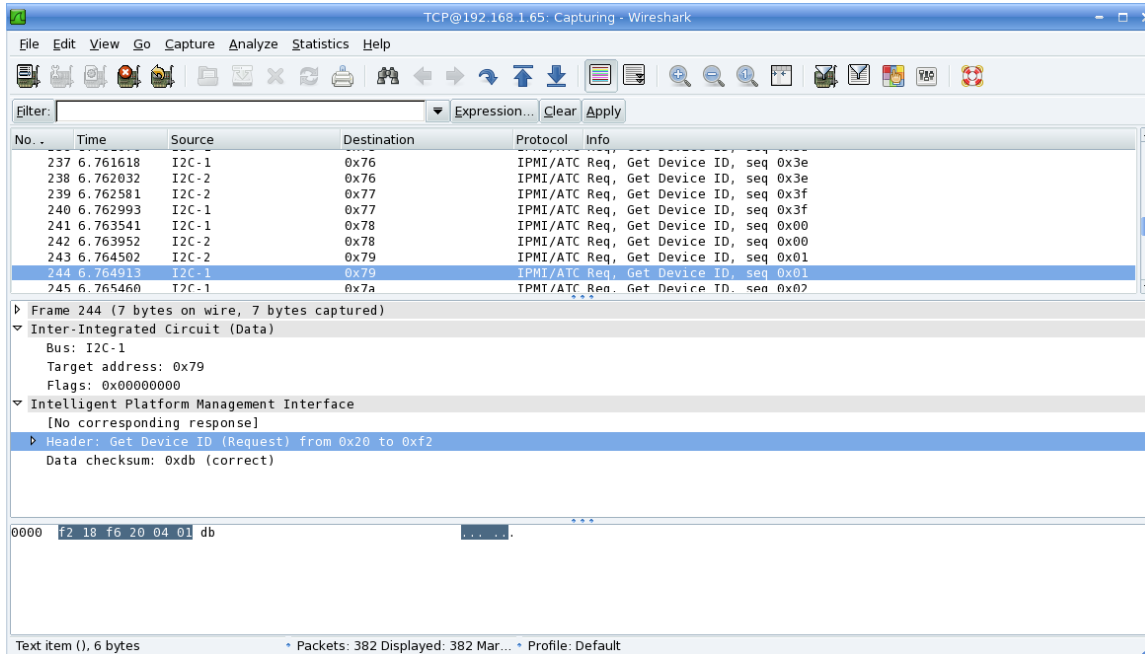 TCP@192.168.1.65: Capturing - Wireshark
File Edit View Go Capture Analyze Statistics Help
Filter: Expression... Clear Apply
No. . Time Source Destination Protocol Info
237 6.761618 I2C-1 0x76 IPMI/ATC Req, Get Device ID, seq 0x3e
238 6.762032 I2C-2 0x76 IPMI/ATC Req, Get Device ID, seq 0x3e
239 6.762581 I2C-2 0x77 IPMI/ATC Req, Get Device ID, seq 0x3f
240 6.762993 I2C-1 0x77 IPMI/ATC Req, Get Device ID, seq 0x3f
241 6.763541 I2C-1 0x78 IPMI/ATC Req, Get Device ID, seq 0x00
242 6.763952 I2C-2 0x78 IPMI/ATC Req, Get Device ID, seq 0x00
243 6.764502 I2C-2 0x79 IPMI/ATC Req, Get Device ID, seq 0x01
244 6.764913 I2C-1 0x79 IPMI/ATC Req, Get Device ID, seq 0x01
245 6.765460 I2C-1 0x7a IPMI/ATC Req, Get Device ID, seq 0x02
Frame 244 (7 bytes on wire, 7 bytes captured)
Inter-Integrated Circuit (Data)
Bus: I2C-1
Target address: 0x79
Flags: 0x00000000
Intelligent Platform Management Interface
[No corresponding response]
Header: Get Device ID (Request) from 0x20 to 0xf2
Data checksum: 0xdb (correct)
0000 f2 18 f6 20 04 01 db ... ...
Text item (), 6 bytes Packets: 382 Displayed: 382 Mar... Profile: Default